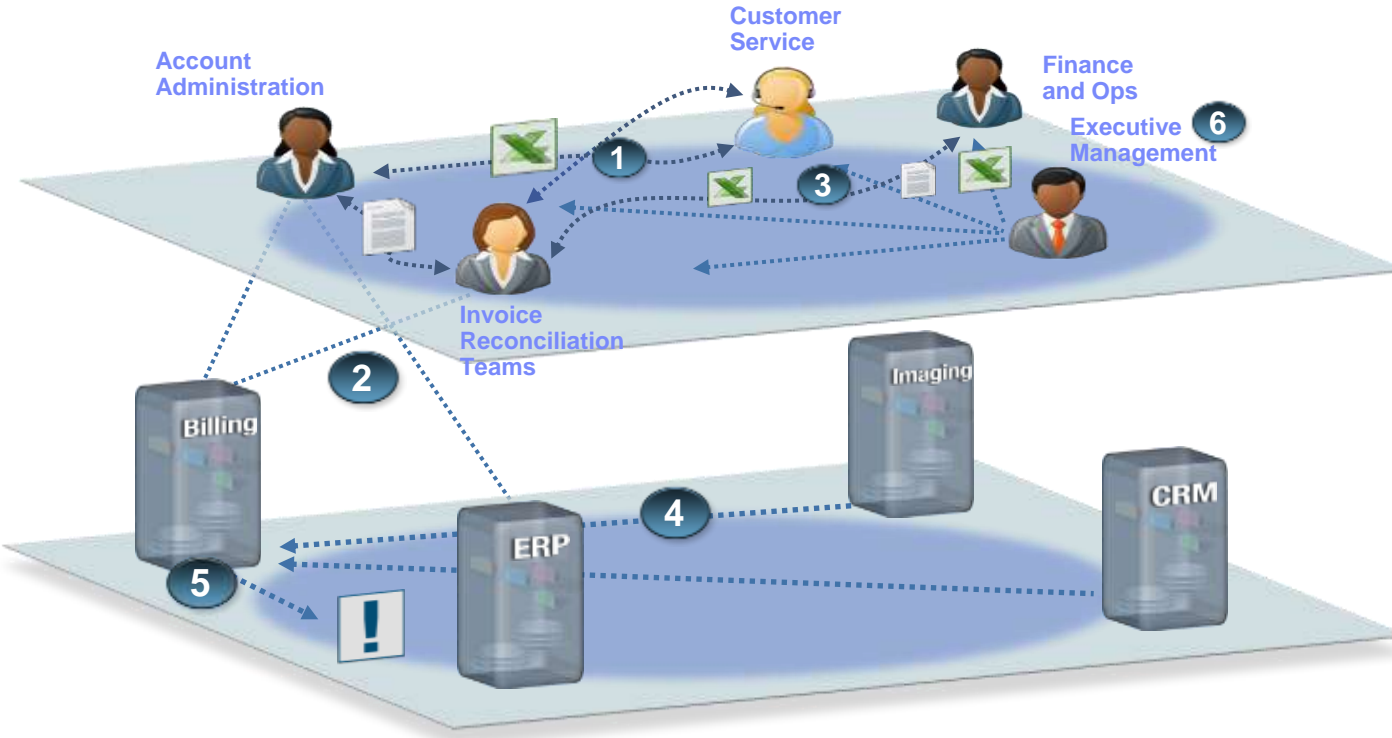 Customer
Service
Account
Administration
Finance
and Ops
Executive
Management
6
1
3
Invoice
Reconciliation
Teams
2
Imaging
Billing
CRM
4
ERP
5
!